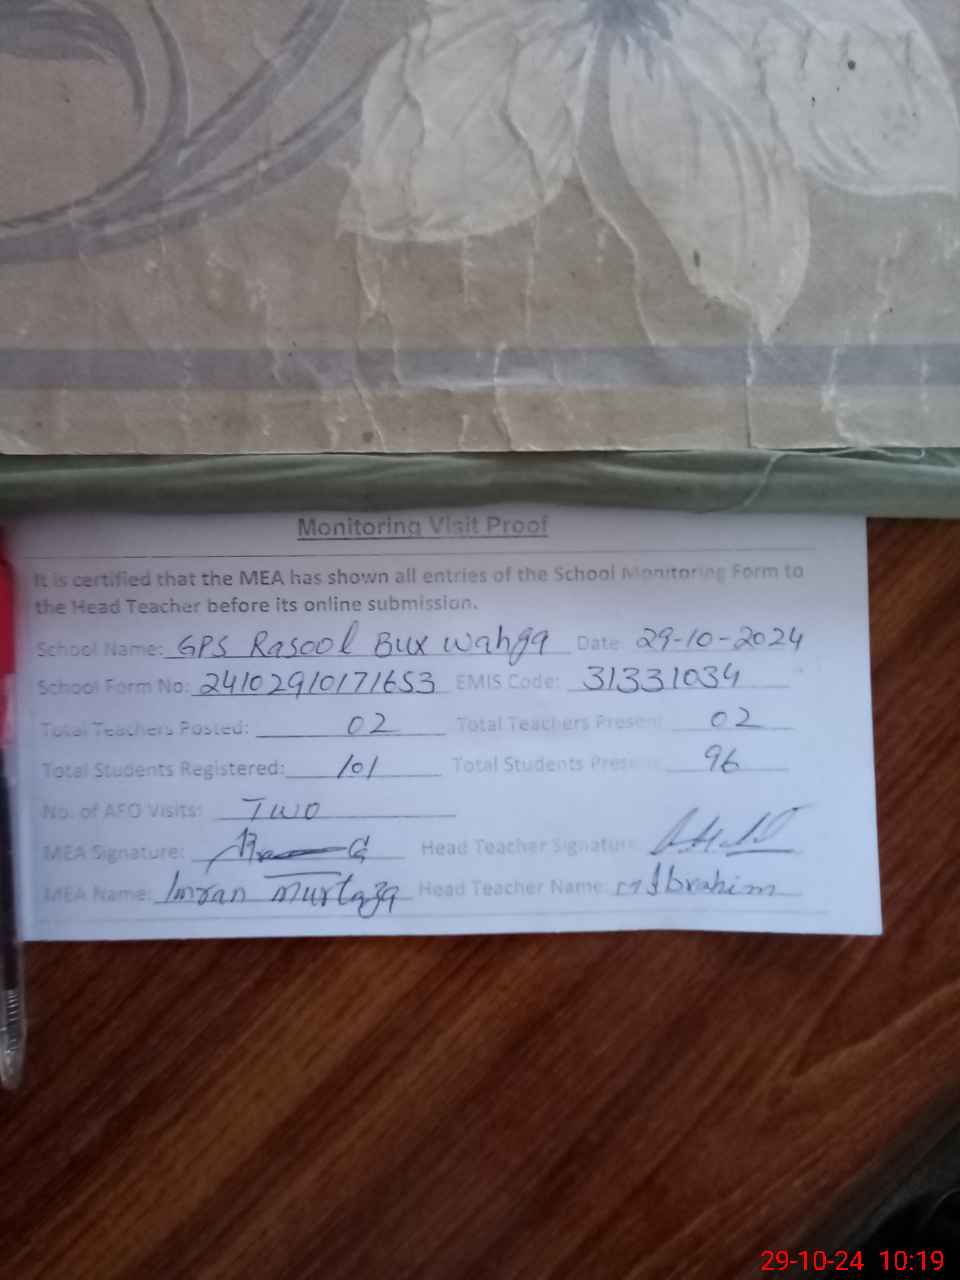 Monitoring Visit Proof
It is certified that the MEA has shown all entries of the School Monitoring Form to
the Head Teacher before its online submission.
School Name: GPS Rasool Bux Wahga Date: 29-10-2024
School Form No: 24102910171653 EMIS Code: 31331034
Total Teachers Posted: 02 Total Teachers Present 02
Total Students Registered: 101 Total Students Present 96
No. of AEO Visits: Two
MEA Signature: Head Teacher Signature
MEA Name: Imran Murtaza Head Teacher Name: M Ibrahim
29-10-24 10:19